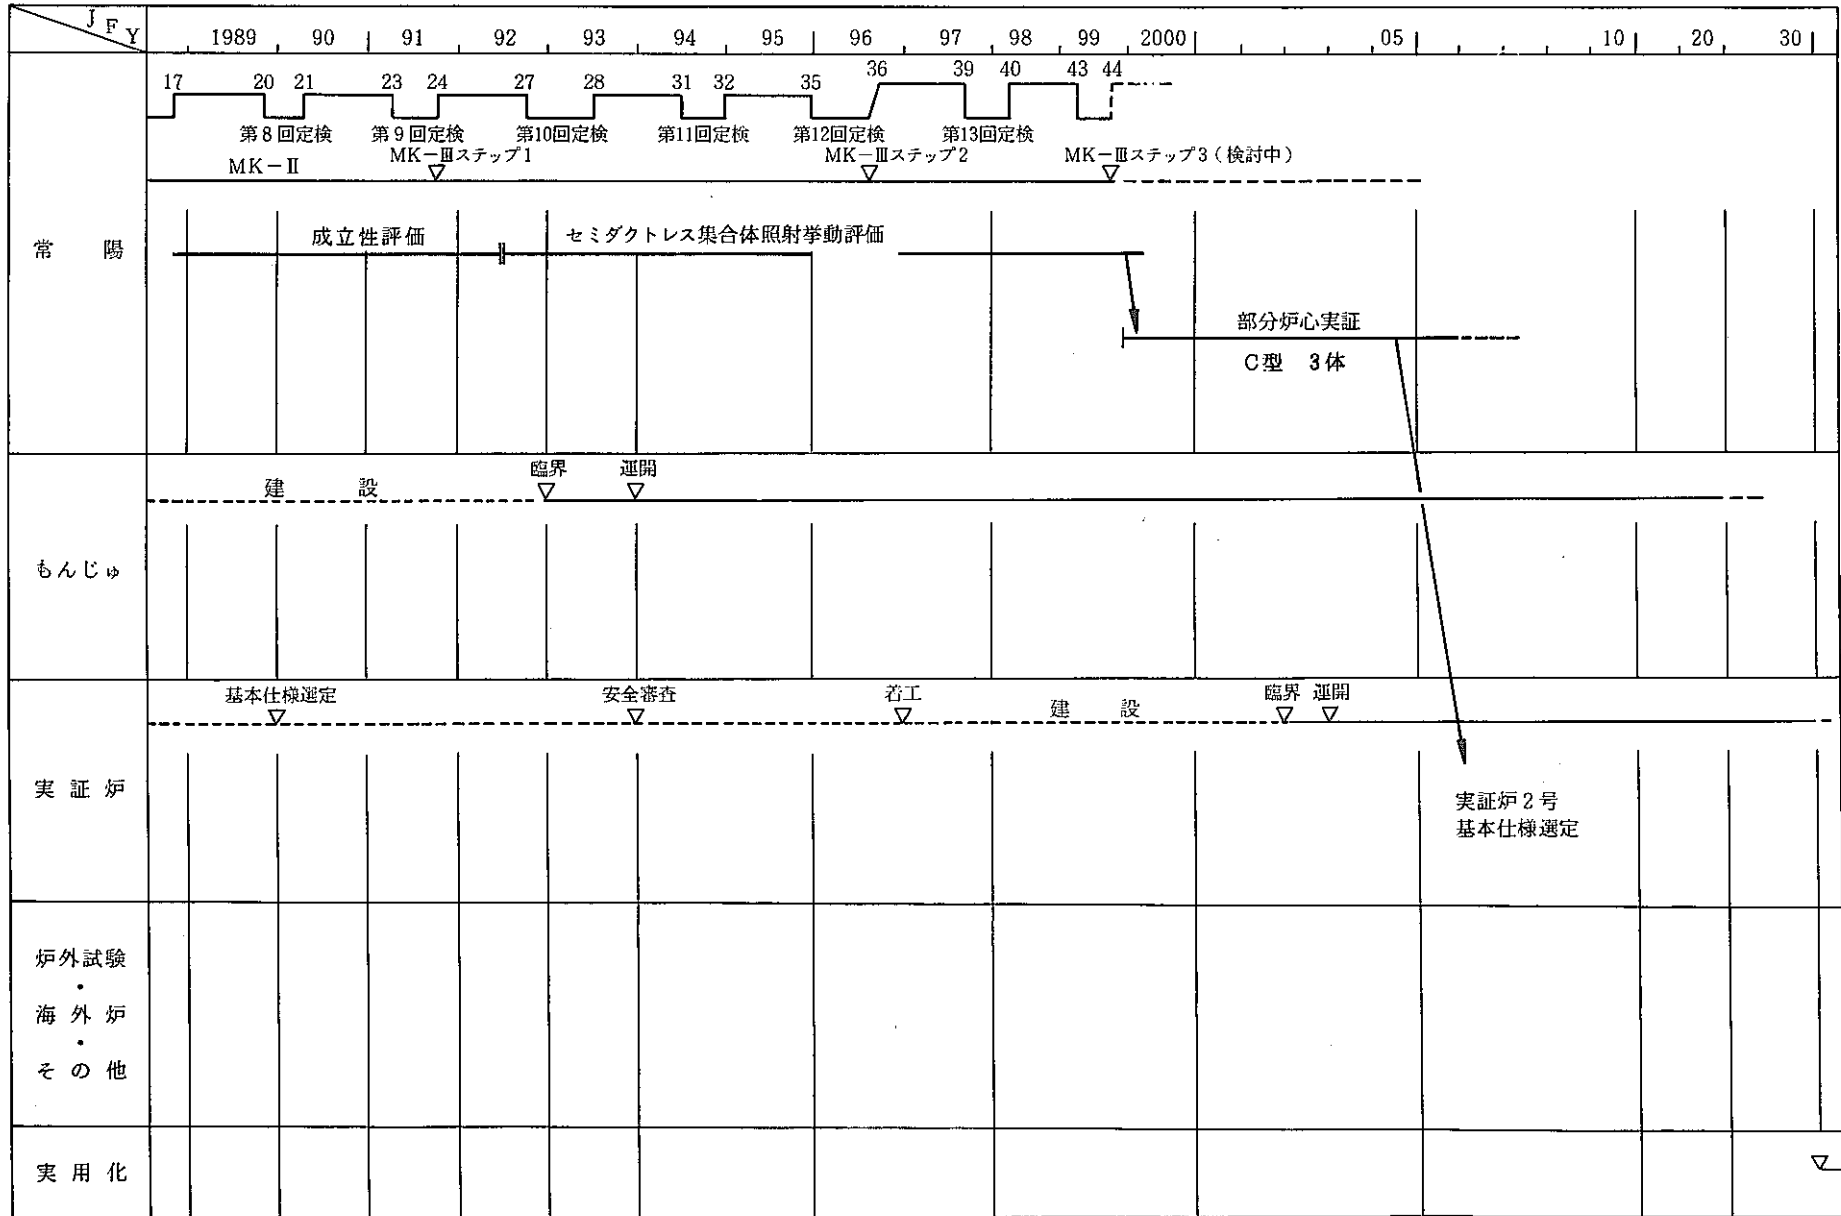 JFY
1989 90 91 92 93 94 95 96 97 98 99 2000 05 10 20 30
17 20 21 23 24 27 28 31 32 35 36 39 40 43 44
第8回定検 第9回定検 第10回定検 第11回定検 第12回定検 第13回定検
MK-Ⅱ MK-Ⅲステップ1 MK-Ⅲステップ2 MK-Ⅲステップ3(検討中)
常陽
成立性評価 セミダクトレス集合体照射挙動評価
部分炉心実証
C型 3体
もんじゅ
建設 臨界 運開
実証炉
基本仕様選定 安全審査 着工 建設 臨界 運開
実証炉2号
基本仕様選定
炉外試験
・
海外炉
・
その他
実用化